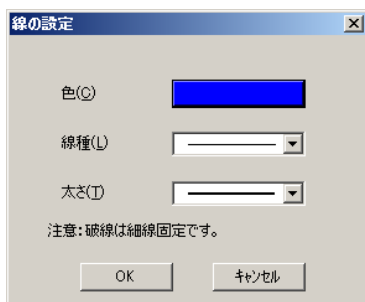 線の設定
色(C)
線種(L)
太さ(T)
注意：破線は細線固定です。
OK
キャンセル